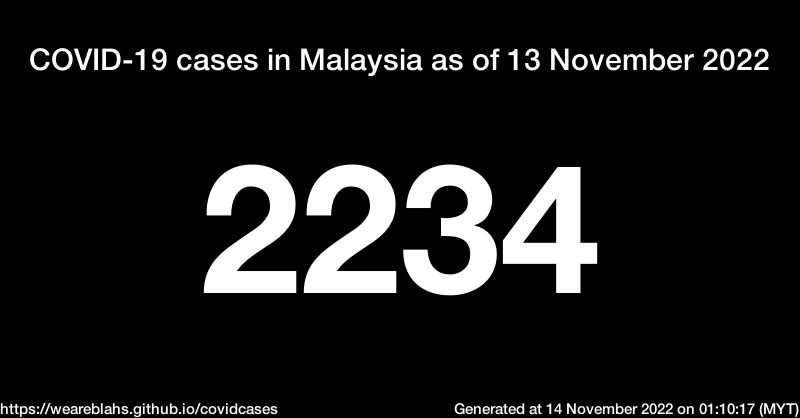 COVID-19 cases in Malaysia as of 13 November 2022
2234
https://weareblahs.github.io/covidcases
Generated at 14 November 2022 on 01:10:17 (MYT)